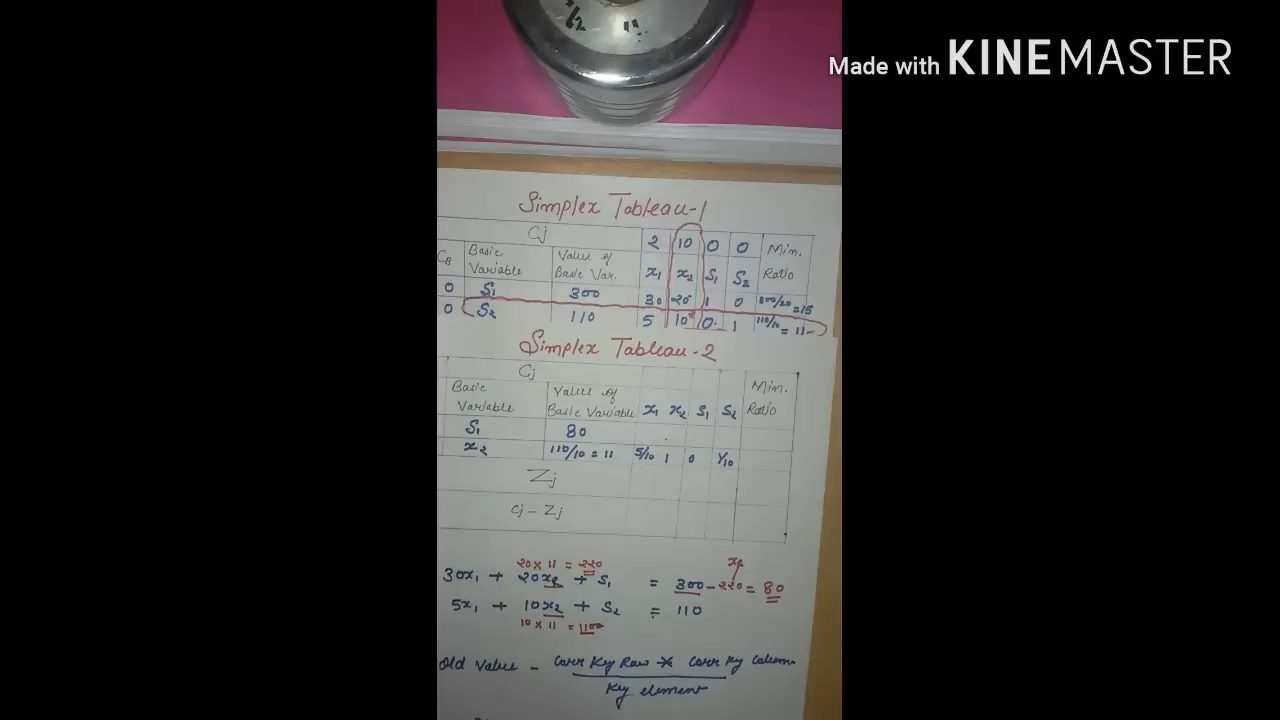 Made with KINEMASTER
Simplex Tableau-1
Cj 2 10 0 0 Min. Ratio
CB Basic Variable Value of Basic Var. x1 x2 S1 S2
0 S1 300 30 20 1 0 300/20 = 15
0 S2 110 5 10 0 1 110/10 = 11
Simplex Tableau-2
Cj Min. Ratio
Basic Variable Value of Basic Variable x1 x2 S1 S2
S1 80
x2 110/10 = 11 5/10 1 0 1/10
Zj
Cj - Zj
20 x 11 = 220 x2
30x1 + 20x2 + S1 = 300 - 220 = 80
5x1 + 10x2 + S2 = 110
10 x 11 = 1100
Old Value - Corr Key Raw * Corr Key Column
Key element